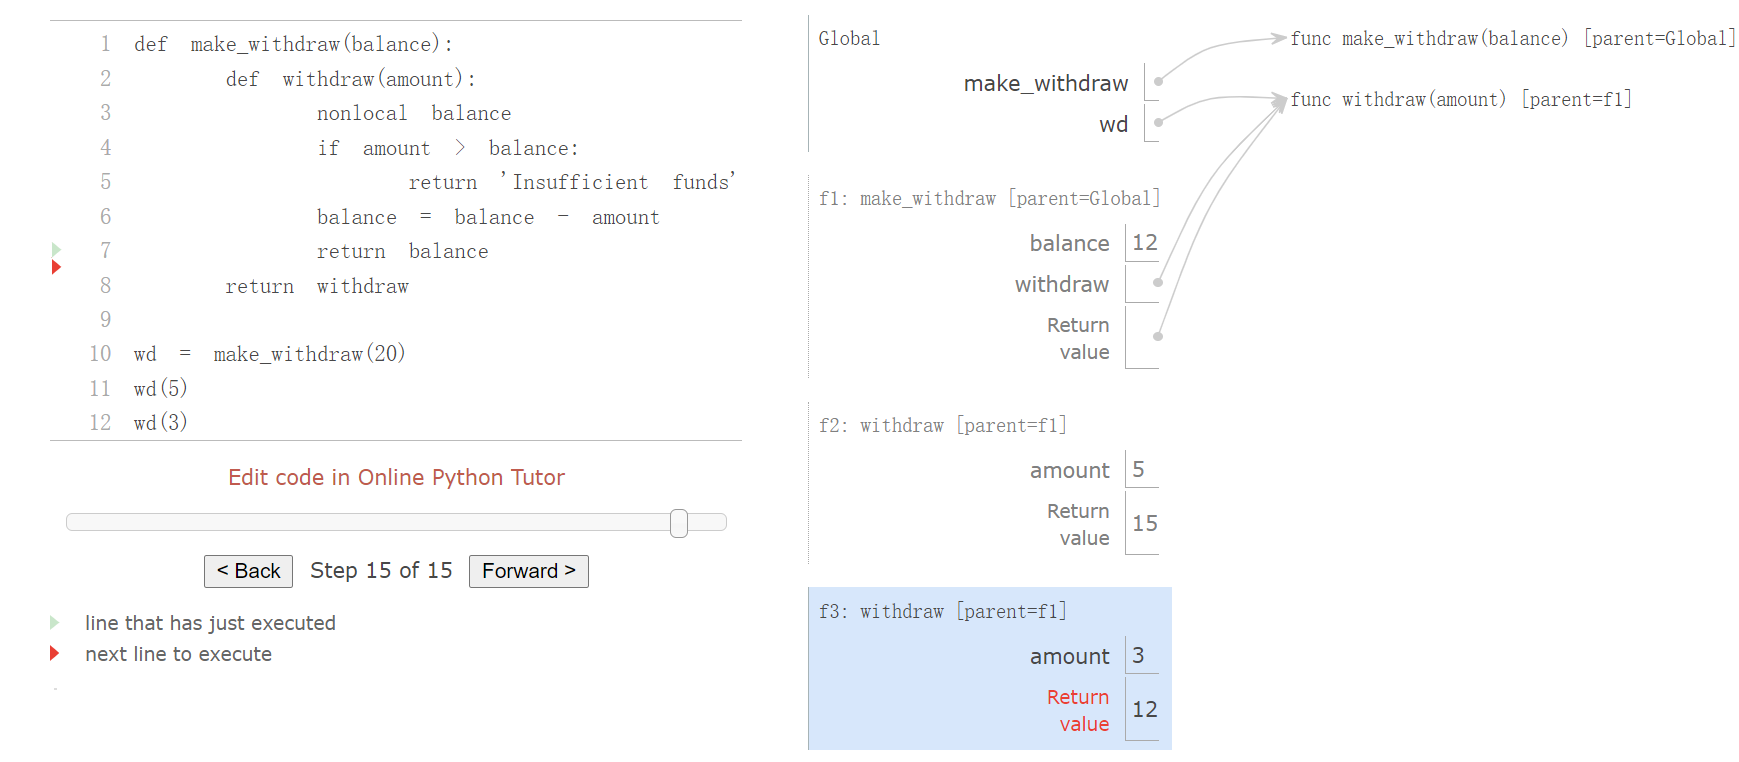 1 def make_withdraw(balance):
2 def withdraw(amount):
3 nonlocal balance
4 if amount > balance:
5 return 'Insufficient funds'
6 balance = balance - amount
7 return balance
8 return withdraw
9
10 wd = make_withdraw(20)
11 wd(5)
12 wd(3)
Edit code in Online Python Tutor
< Back Step 15 of 15 Forward >
line that has just executed
next line to execute
Global
make_withdraw
wd
func make_withdraw(balance) [parent=Global]
func withdraw(amount) [parent=f1]
f1: make_withdraw [parent=Global]
balance 12
withdraw
Return
value
f2: withdraw [parent=f1]
amount 5
Return
value 15
f3: withdraw [parent=f1]
amount 3
Return
value 12